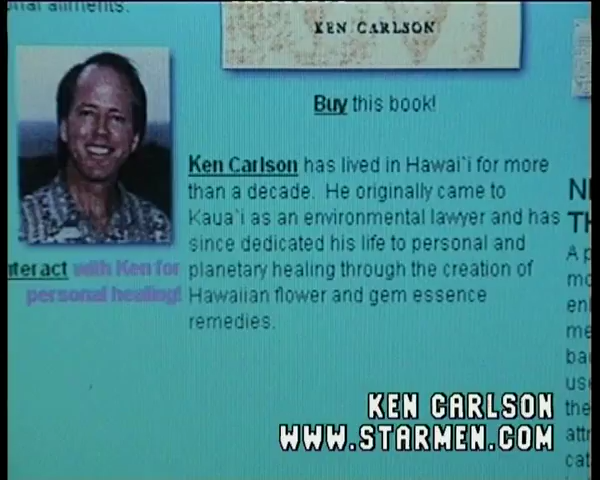 KEN CARLSON
Buy this book!
Ken Carlson has lived in Hawai`i for more
than a decade. He originally came to
Kaua`i as an environmental lawyer and has
since dedicated his life to personal and
planetary healing through the creation of
Hawaiian flower and gem essence
remedies.
with Ken for
personal healing!
A
KEN CARLSON
WWW.STARMEN.COM